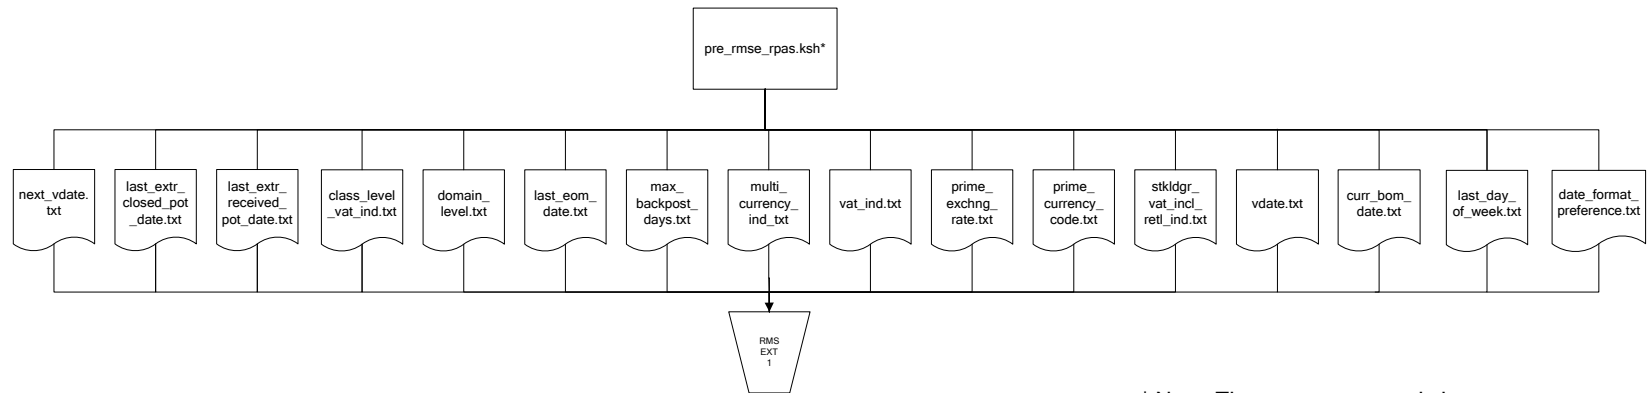 pre_rmse_rpas.ksh*
next_vdate.
txt
last_extr_
closed_pot
_date.txt
last_extr_
received_
pot_date.txt
class_level
_vat_ind.txt
domain_
level.txt
last_eom_
date.txt
max_
backpost_
days.txt
multi_
currency_
ind_txt
vat_ind.txt
prime_
exchng_
rate.txt
prime_
currency_
code.txt
stkldgr_
vat_incl_
retl_ind.txt
vdate.txt
curr_bom_
date.txt
last_day_
of_week.txt
date_format_
preference.txt
RMS
EXT
1